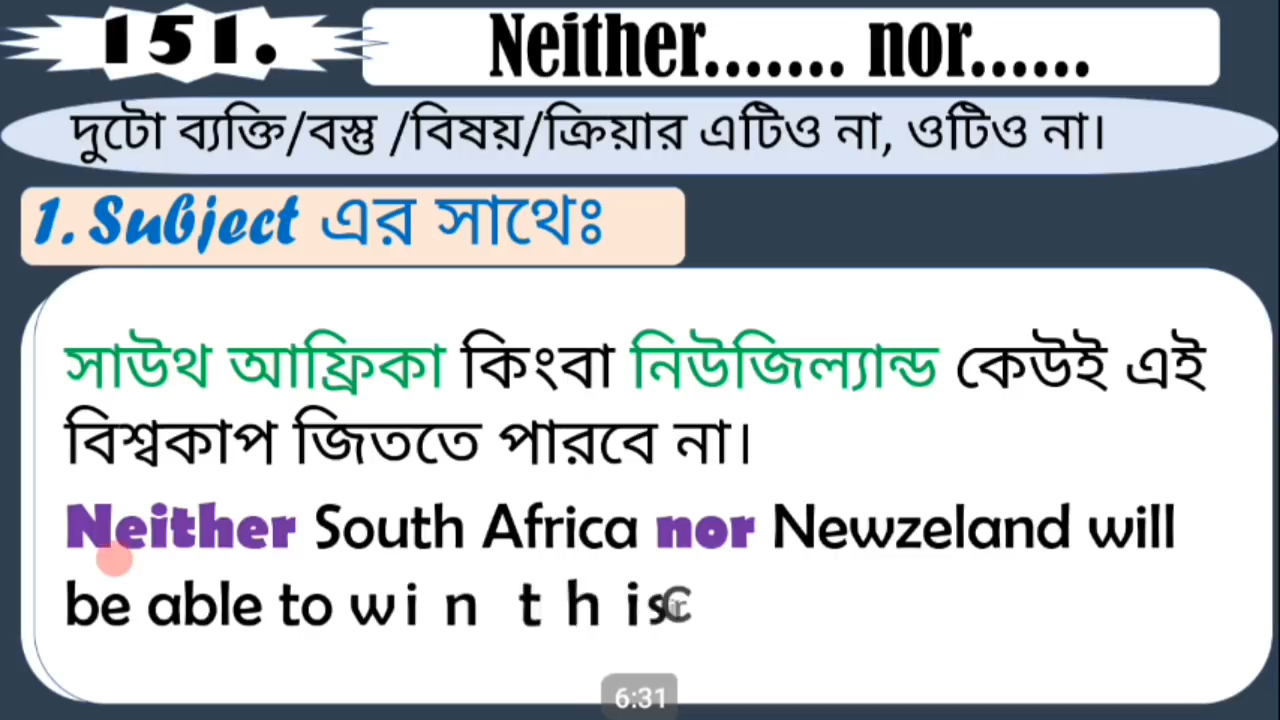 151.
Neither....... nor......
দুটো ব্যক্তি/বস্তু /বিষয়/ক্রিয়ার এটিও না, ওটিও না।
1. Subject এর সাথেঃ
সাউথ আফ্রিকা কিংবা নিউজিল্যান্ড কেউই এই
বিশ্বকাপ জিততে পারবে না।
Neither South Africa nor Newzeland will
be able to win this
6:31